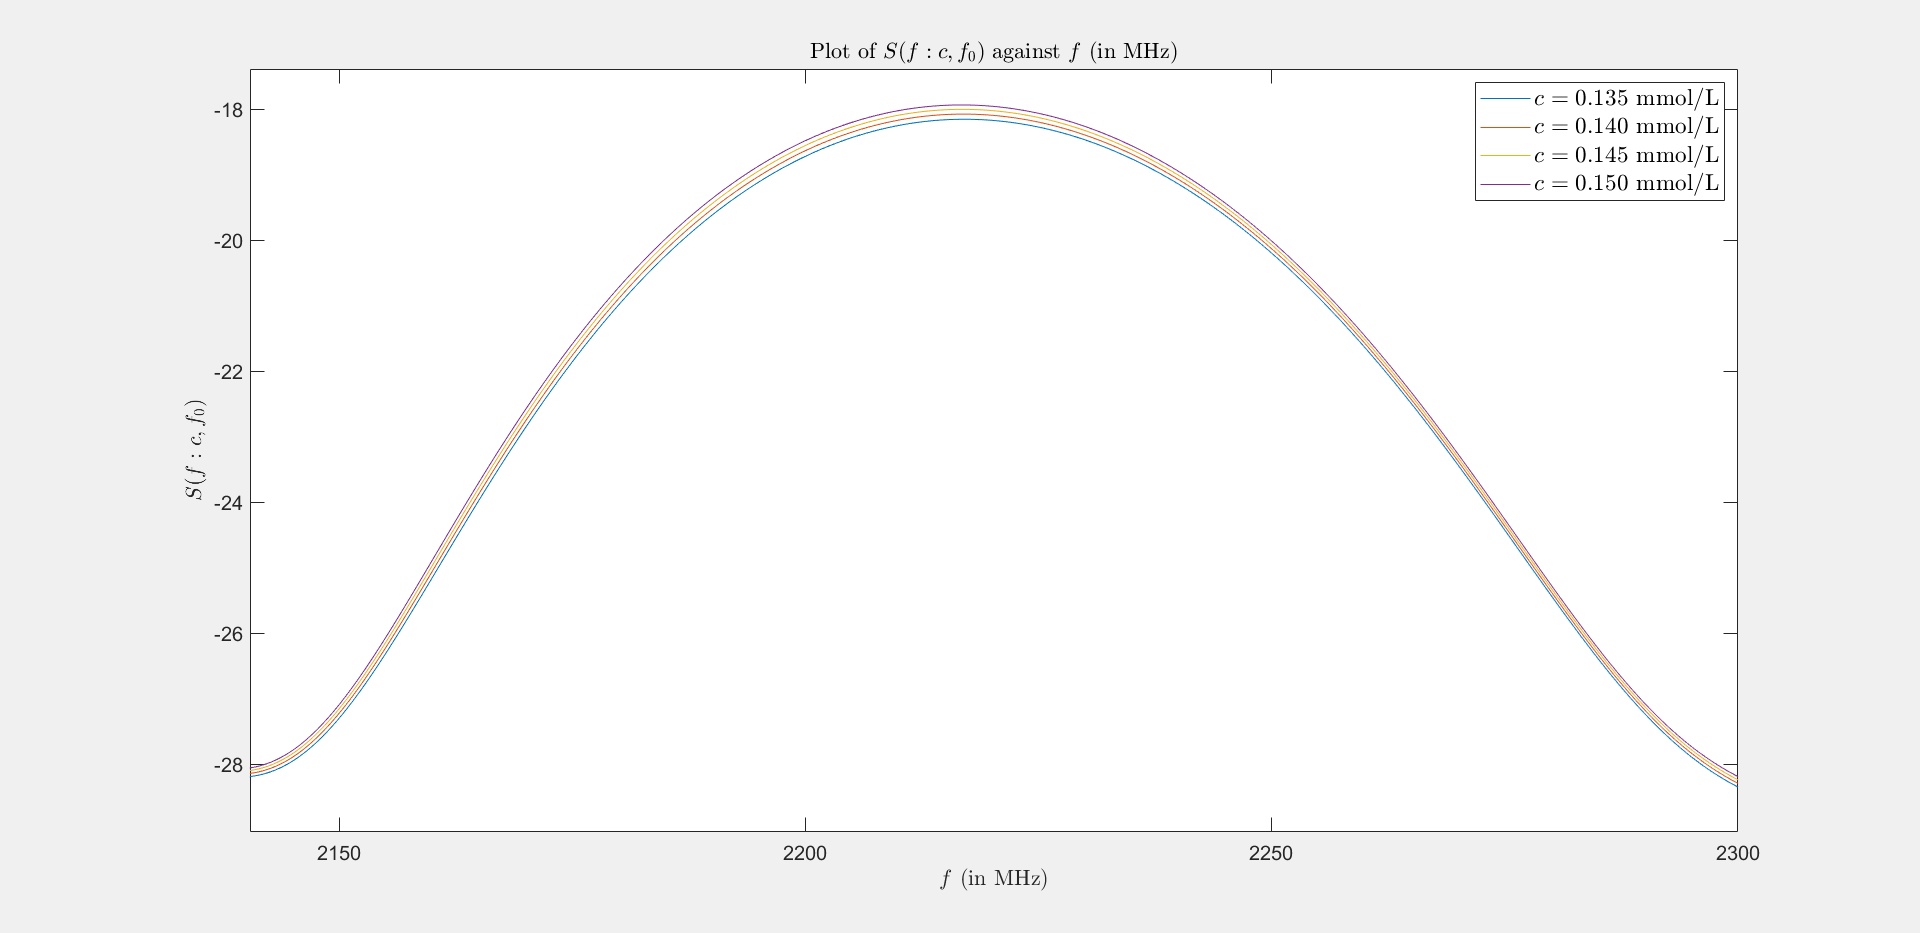 Plot of S(f : c, f₀) against f (in MHz)
c = 0.135 mmol/L
c = 0.140 mmol/L
c = 0.145 mmol/L
c = 0.150 mmol/L
-18
-20
-22
-24
-26
-28
S(f : c, f₀)
2150 2200 2250 2300
f (in MHz)